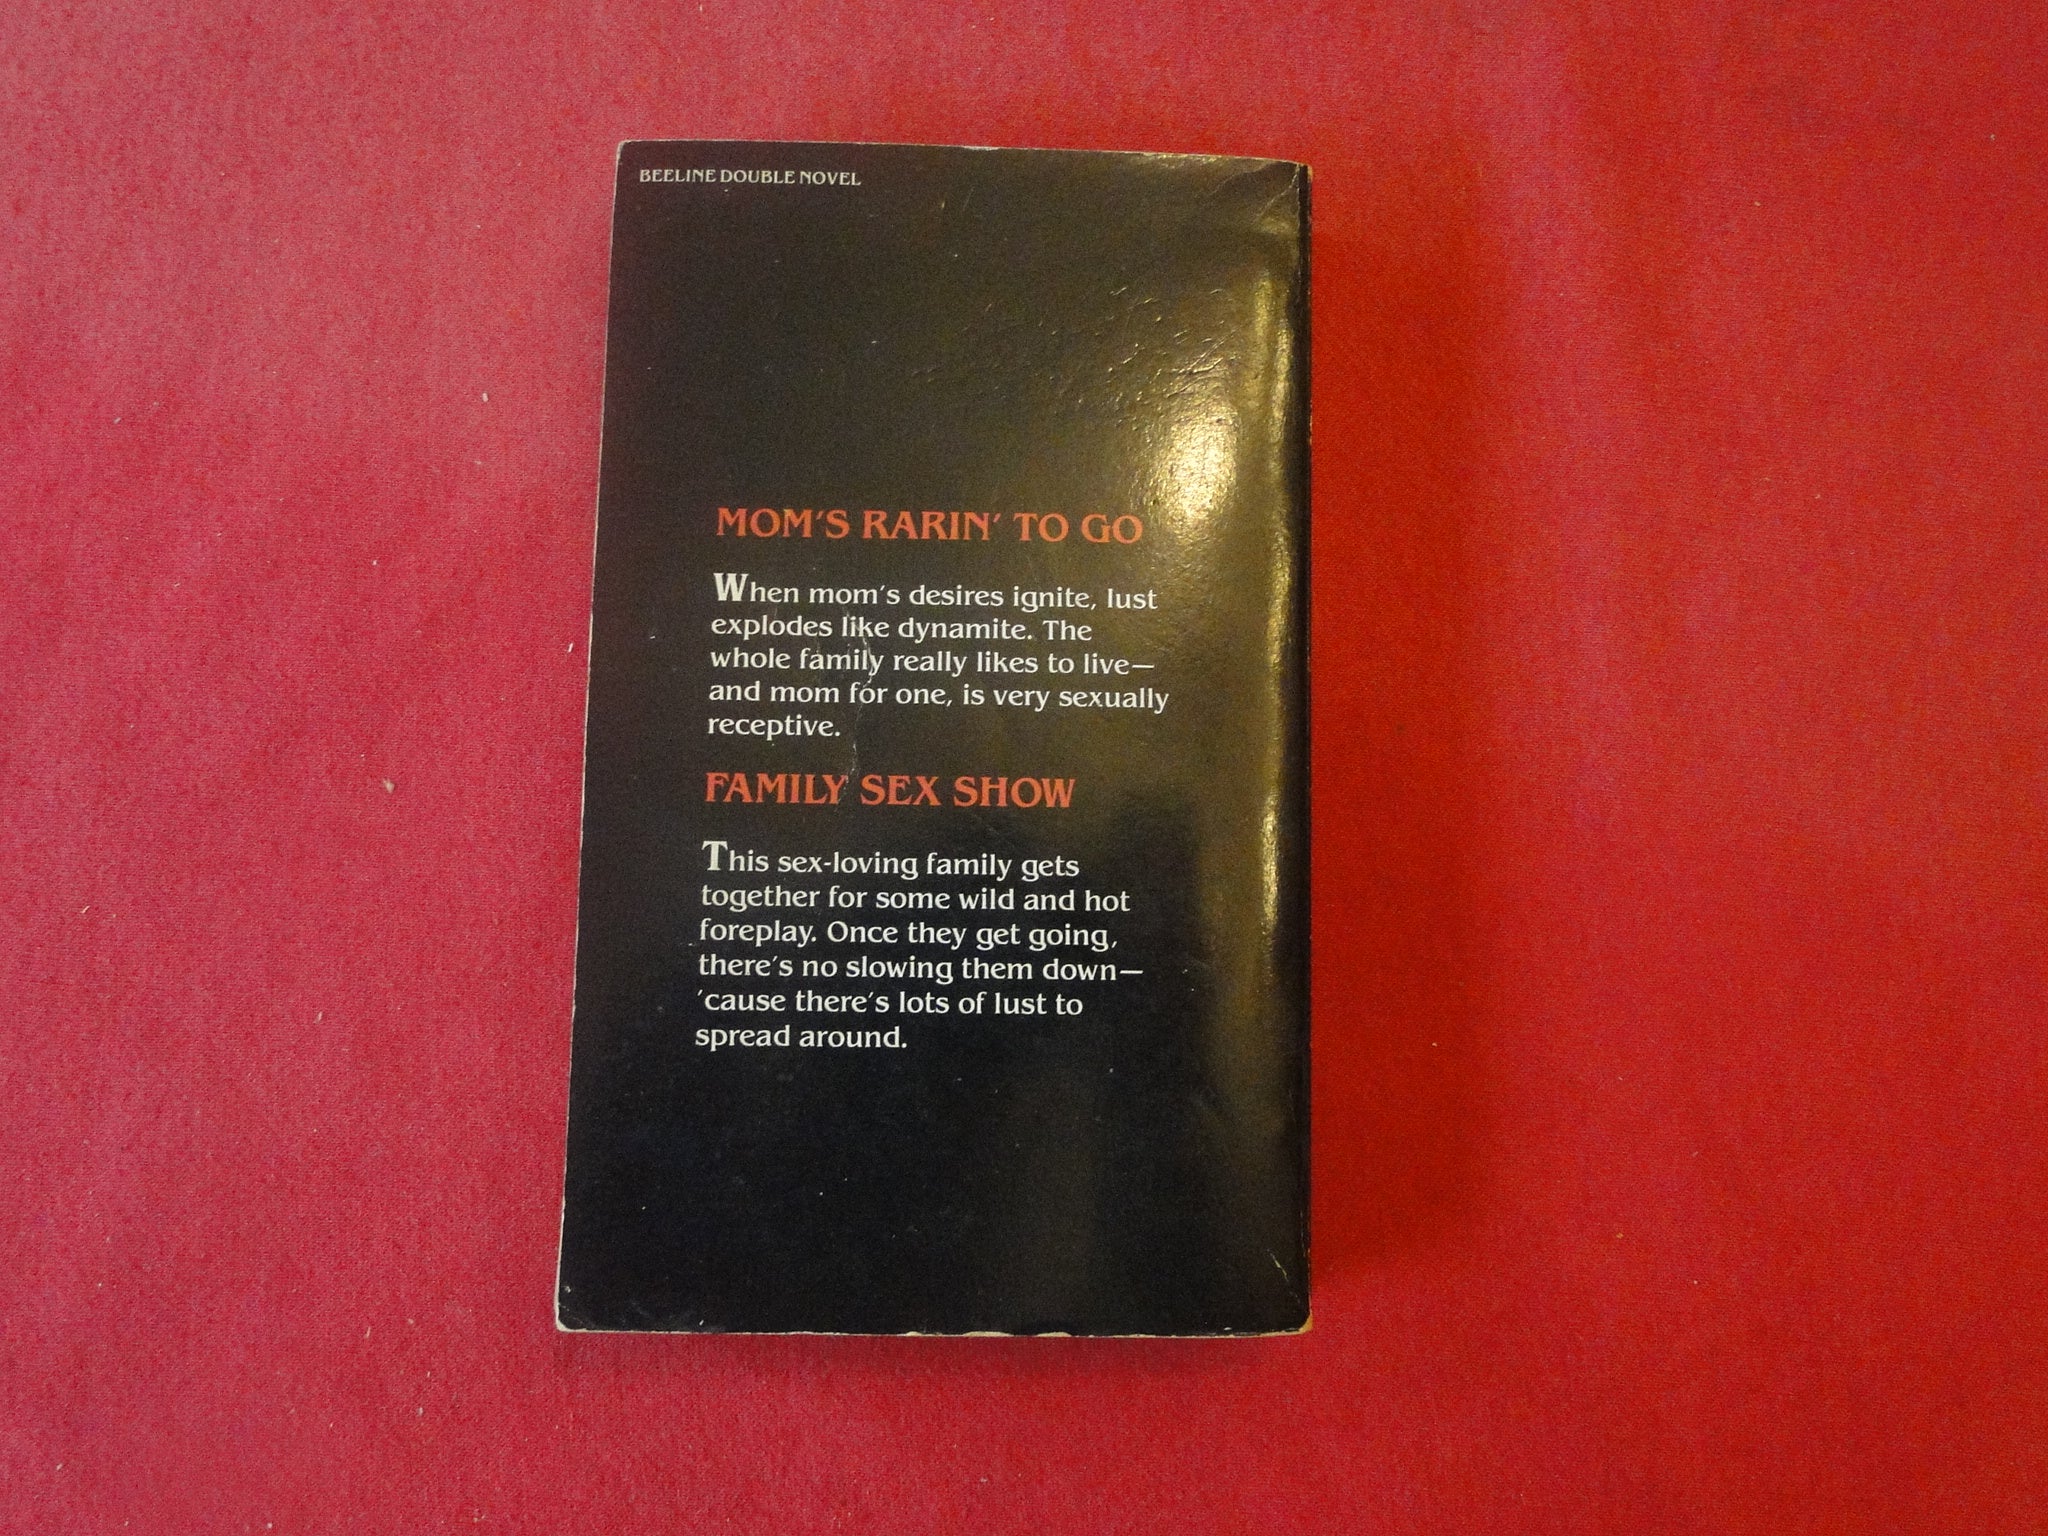 BEELINE DOUBLE NOVEL
MOM'S RARIN' TO GO
When mom's desires ignite, lust
explodes like dynamite. The
whole family really likes to live—
and mom for one, is very sexually
receptive.
FAMILY SEX SHOW
This sex-loving family gets
together for some wild and hot
foreplay. Once they get going,
there's no slowing them down—
'cause there's lots of lust to
spread around.